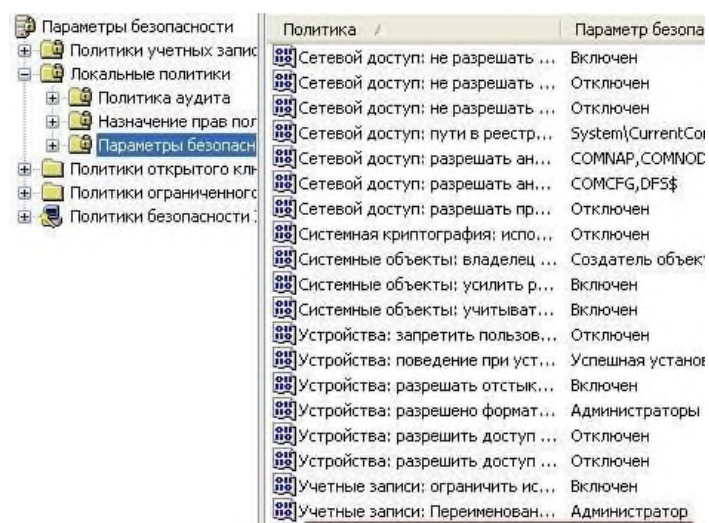 Параметры безопасности
Политики учетных запис
Локальные политики
Политика аудита
Назначение прав пол
Параметры безопасн
Политики открытого клю
Политики ограниченного
Политики безопасности
Политика Параметр безопа
Сетевой доступ: не разрешать ... Включен
Сетевой доступ: не разрешать ... Отключен
Сетевой доступ: не разрешать ... Отключен
Сетевой доступ: пути в реестр... System\CurrentCon
Сетевой доступ: разрешать ан... COMNAP,COMNOD
Сетевой доступ: разрешать ан... COMCFG,DFS$
Сетевой доступ: разрешать пр... Отключен
Системная криптография: испо... Отключен
Системные объекты: владелец ... Создатель объект
Системные объекты: усилить р... Включен
Системные объекты: учитыват... Включен
Устройства: запретить пользов... Отключен
Устройства: поведение при уст... Успешная установ
Устройства: разрешать отстык... Включен
Устройства: разрешено формат... Администраторы
Устройства: разрешить доступ ... Отключен
Устройства: разрешить доступ ... Отключен
Учетные записи: ограничить ис... Включен
Учетные записи: Переименован... Администратор